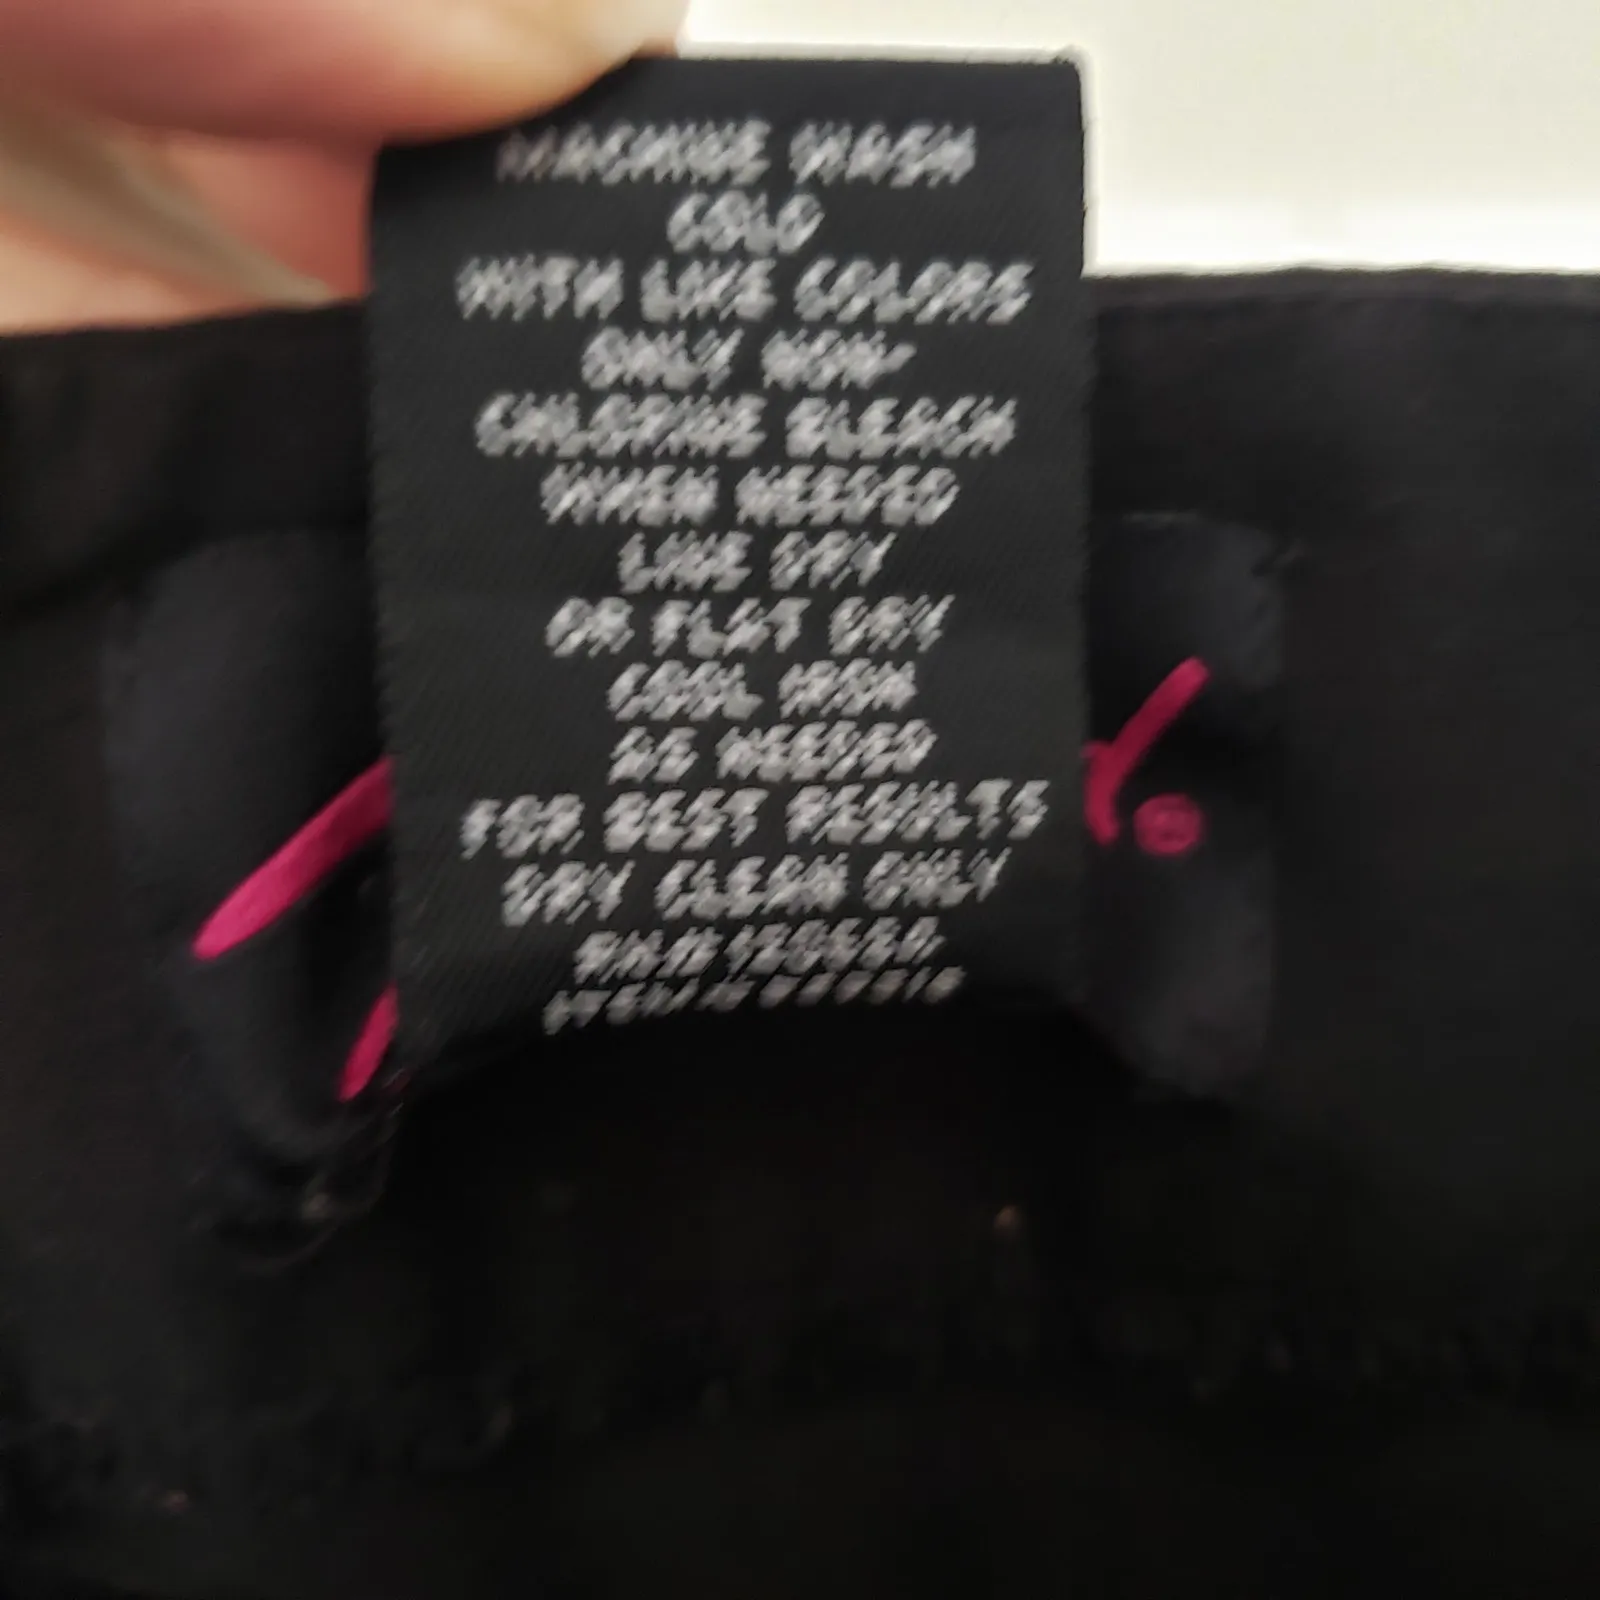 MACHINE WASH
COLD
WITH LIKE COLORS
ONLY NON-
CHLORINE BLEACH
WHEN NEEDED
LINE DRY
OR FLAT DRY
COOL IRON
AS NEEDED
FOR BEST RESULTS
DRY CLEAN ONLY
RN#
®